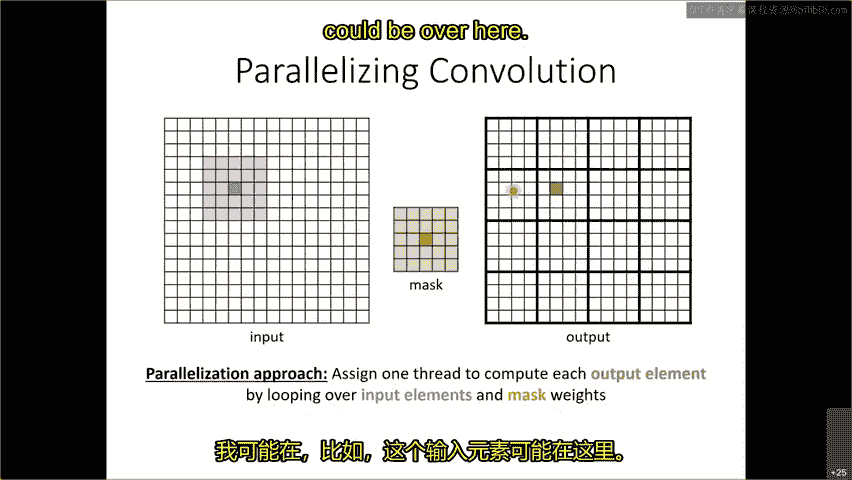 could be over here.
Parallelizing Convolution
input
mask
output
Parallelization approach: Assign one thread to compute each output element
by looping over input elements and mask weights
我可能在，比如，这个输入元素可能在这里。
+25